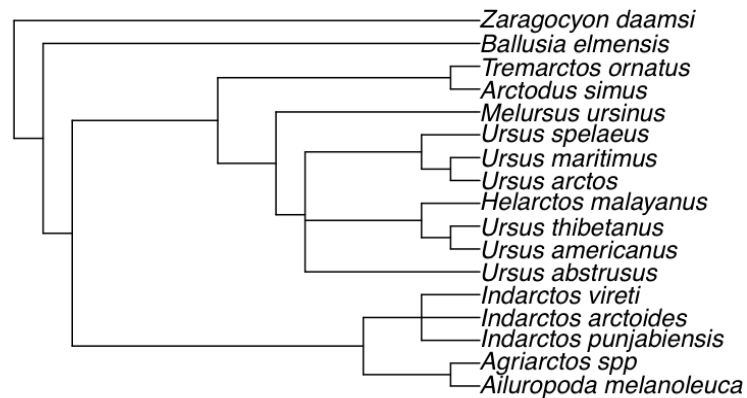 Zaragocyon daamsi
Ballusia elmensis
Tremarctos ornatus
Arctodus simus
Melursus ursinus
Ursus spelaeus
Ursus maritimus
Ursus arctos
Helarctos malayanus
Ursus thibetanus
Ursus americanus
Ursus abstrusus
Indarctos vireti
Indarctos arctoides
Indarctos punjabiensis
Agriarctos spp
Ailuropoda melanoleuca